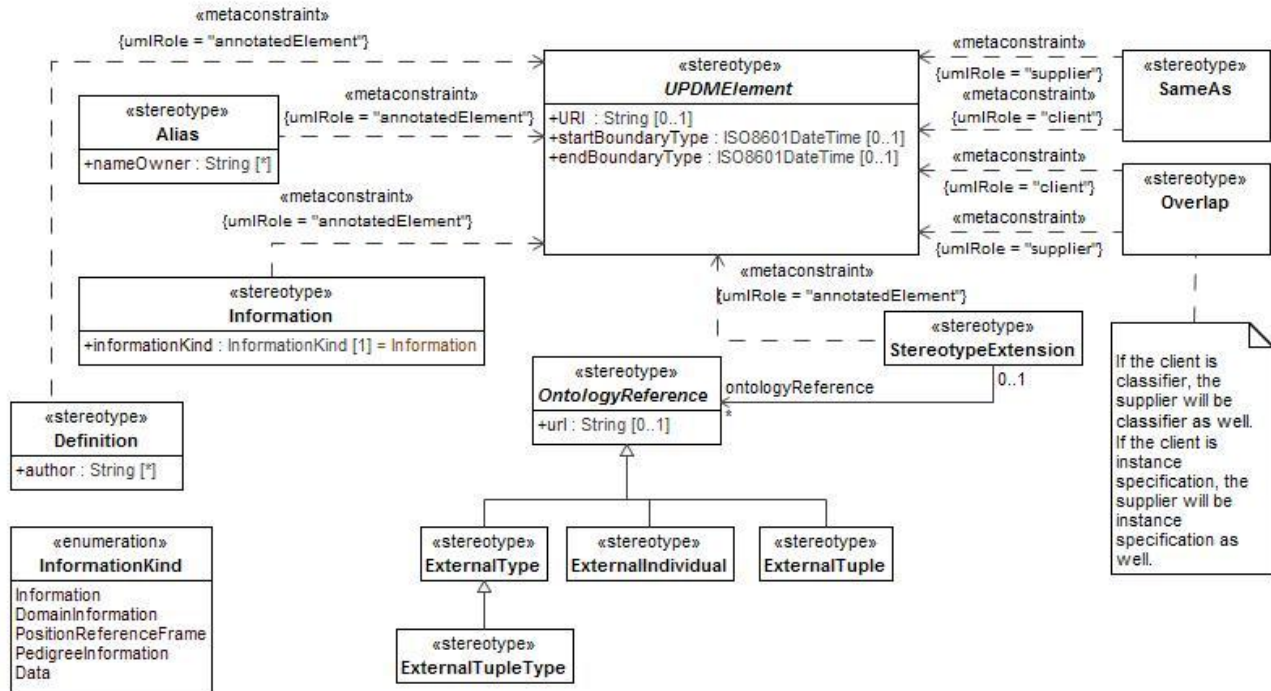 «metaconstraint»
{umlRole = "annotatedElement"}
«stereotype»
Alias
+nameOwner : String [*]
«metaconstraint»
{umlRole = "annotatedElement"}
«stereotype»
UPDMElement
+URI : String [0..1]
+startBoundaryType : ISO8601DateTime [0..1]
+endBoundaryType : ISO8601DateTime [0..1]
«metaconstraint»
{umlRole = "supplier"}
«metaconstraint»
{umlRole = "client"}
«stereotype»
SameAs
«metaconstraint»
{umlRole = "client"}
«metaconstraint»
{umlRole = "supplier"}
«stereotype»
Overlap
«metaconstraint»
{umlRole = "annotatedElement"}
«stereotype»
Information
+informationKind : InformationKind [1] = Information
«metaconstraint»
{umlRole = "annotatedElement"}
«stereotype»
StereotypeExtension
0..1
ontologyReference
*
«stereotype»
OntologyReference
+url : String [0..1]
If the client is
classifier, the
supplier will be
classifier as well.
If the client is
instance
specification, the
supplier will be
instance
specification as
well.
«stereotype»
Definition
+author : String [*]
«enumeration»
InformationKind
Information
DomainInformation
PositionReferenceFrame
PedigreeInformation
Data
«stereotype»
ExternalType
«stereotype»
ExternalIndividual
«stereotype»
ExternalTuple
«stereotype»
ExternalTupleType